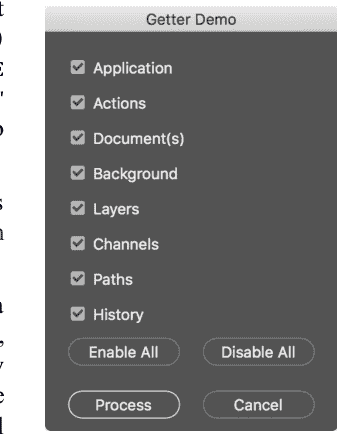 Getter Demo
Application
Actions
Document(s)
Background
Layers
Channels
Paths
History
Enable All Disable All
Process Cancel